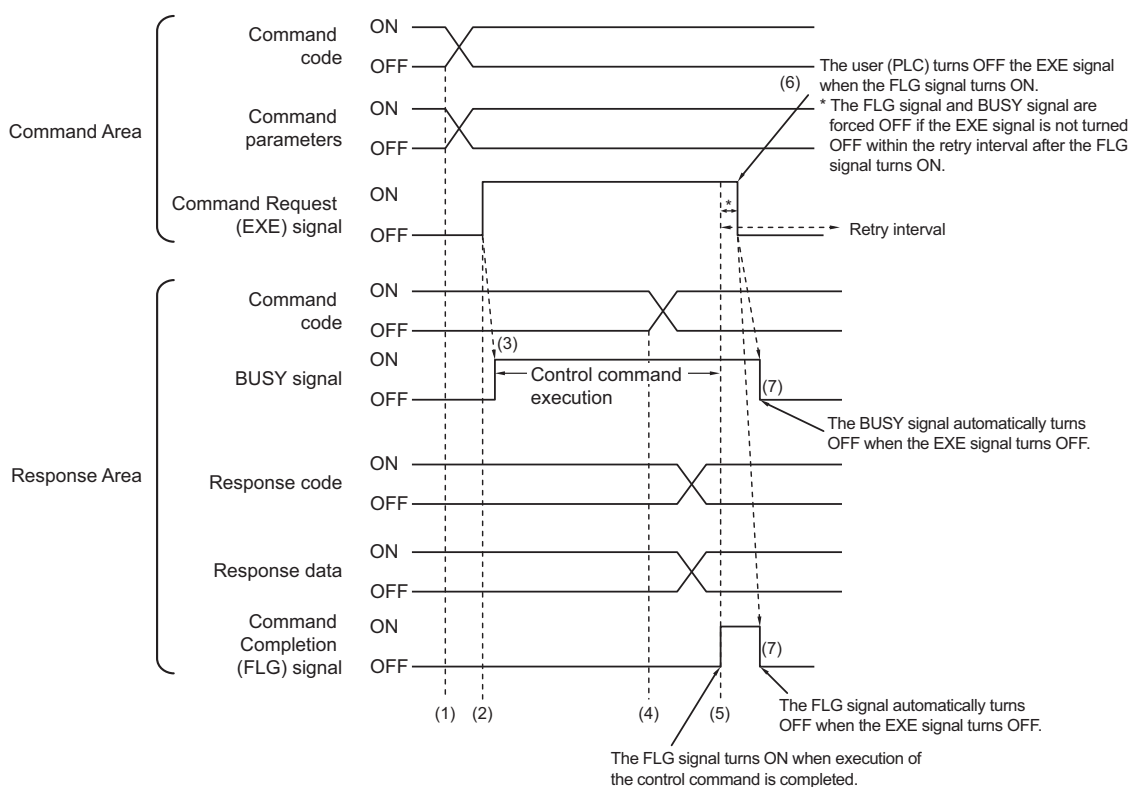 Command Area
Command
code
ON
OFF
Command
parameters
ON
OFF
Command Request
(EXE) signal
ON
OFF
(6)
The user (PLC) turns OFF the EXE signal
when the FLG signal turns ON.
* The FLG signal and BUSY signal are
forced OFF if the EXE signal is not turned
OFF within the retry interval after the FLG
signal turns ON.
*
Retry interval
Response Area
Command
code
ON
OFF
BUSY signal
ON
OFF
(3)
Control command
execution
(7)
The BUSY signal automatically turns
OFF when the EXE signal turns OFF.
Response code
ON
OFF
Response data
ON
OFF
Command
Completion
(FLG) signal
ON
OFF
(7)
The FLG signal automatically turns
OFF when the EXE signal turns OFF.
(1)
(2)
(4)
(5)
The FLG signal turns ON when execution of
the control command is completed.